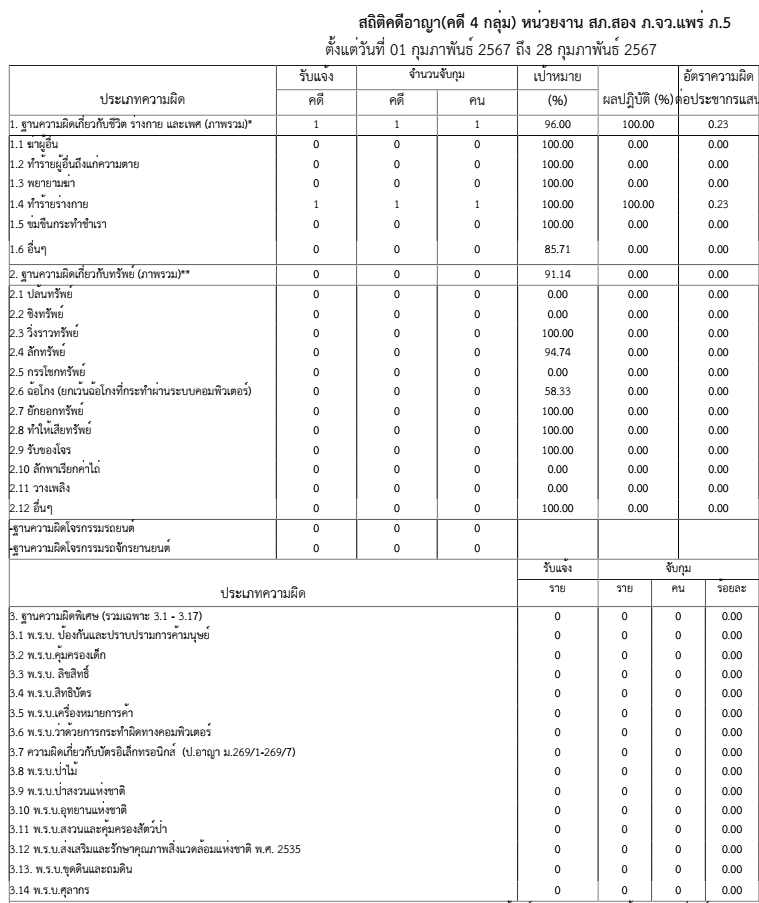 สถิติคดีอาญา(คดี 4 กลุ่ม) หน่วยงาน สภ.สอง ภ.จว.แพร่ ภ.5
ตั้งแต่วันที่ 01 กุมภาพันธ์ 2567 ถึง 28 กุมภาพันธ์ 2567
ประเภทความผิด รับแจ้ง จำนวนจับกุม เป้าหมาย ผลปฏิบัติ (%) อัตราความผิด
คดี คดี คน (%) ต่อประชากรแสน
1. ฐานความผิดเกี่ยวกับชีวิต ร่างกาย และเพศ (ภาพรวม)* 1 1 1 96.00 100.00 0.23
1.1 ฆ่าผู้อื่น 0 0 0 100.00 0.00 0.00
1.2 ทำร้ายผู้อื่นถึงแก่ความตาย 0 0 0 100.00 0.00 0.00
1.3 พยายามฆ่า 0 0 0 100.00 0.00 0.00
1.4 ทำร้ายร่างกาย 1 1 1 100.00 100.00 0.23
1.5 ข่มขืนกระทำชำเรา 0 0 0 100.00 0.00 0.00
1.6 อื่นๆ 0 0 0 85.71 0.00 0.00
2. ฐานความผิดเกี่ยวกับทรัพย์ (ภาพรวม)** 0 0 0 91.14 0.00 0.00
2.1 ปล้นทรัพย์ 0 0 0 0.00 0.00 0.00
2.2 ชิงทรัพย์ 0 0 0 0.00 0.00 0.00
2.3 วิ่งราวทรัพย์ 0 0 0 100.00 0.00 0.00
2.4 ลักทรัพย์ 0 0 0 94.74 0.00 0.00
2.5 กรรโชกทรัพย์ 0 0 0 0.00 0.00 0.00
2.6 ฉ้อโกง (ยกเว้นฉ้อโกงที่กระทำผ่านระบบคอมพิวเตอร์) 0 0 0 58.33 0.00 0.00
2.7 ยักยอกทรัพย์ 0 0 0 100.00 0.00 0.00
2.8 ทำให้เสียทรัพย์ 0 0 0 100.00 0.00 0.00
2.9 รับของโจร 0 0 0 100.00 0.00 0.00
2.10 ลักพาเรียกค่าไถ่ 0 0 0 0.00 0.00 0.00
2.11 วางเพลิง 0 0 0 0.00 0.00 0.00
2.12 อื่นๆ 0 0 0 100.00 0.00 0.00
-ฐานความผิดโจรกรรมรถยนต์ 0 0 0
-ฐานความผิดโจรกรรมรถจักรยานยนต์ 0 0 0
ประเภทความผิด รับแจ้ง จับกุม
ราย ราย คน ร้อยละ
3. ฐานความผิดพิเศษ (รวมเฉพาะ 3.1 - 3.17) 0 0 0 0.00
3.1 พ.ร.บ. ป้องกันและปราบปรามการค้ามนุษย์ 0 0 0 0.00
3.2 พ.ร.บ.คุ้มครองเด็ก 0 0 0 0.00
3.3 พ.ร.บ. ลิขสิทธิ์ 0 0 0 0.00
3.4 พ.ร.บ.สิทธิบัตร 0 0 0 0.00
3.5 พ.ร.บ.เครื่องหมายการค้า 0 0 0 0.00
3.6 พ.ร.บ.ว่าด้วยการกระทำผิดทางคอมพิวเตอร์ 0 0 0 0.00
3.7 ความผิดเกี่ยวกับบัตรอิเล็กทรอนิกส์ (ป.อาญา ม.269/1-269/7) 0 0 0 0.00
3.8 พ.ร.บ.ป่าไม้ 0 0 0 0.00
3.9 พ.ร.บ.ป่าสงวนแห่งชาติ 0 0 0 0.00
3.10 พ.ร.บ.อุทยานแห่งชาติ 0 0 0 0.00
3.11 พ.ร.บ.สงวนและคุ้มครองสัตว์ป่า 0 0 0 0.00
3.12 พ.ร.บ.ส่งเสริมและรักษาคุณภาพสิ่งแวดล้อมแห่งชาติ พ.ศ. 2535 0 0 0 0.00
3.13. พ.ร.บ.ขุดดินและถมดิน 0 0 0 0.00
3.14 พ.ร.บ.ศุลากร 0 0 0 0.00